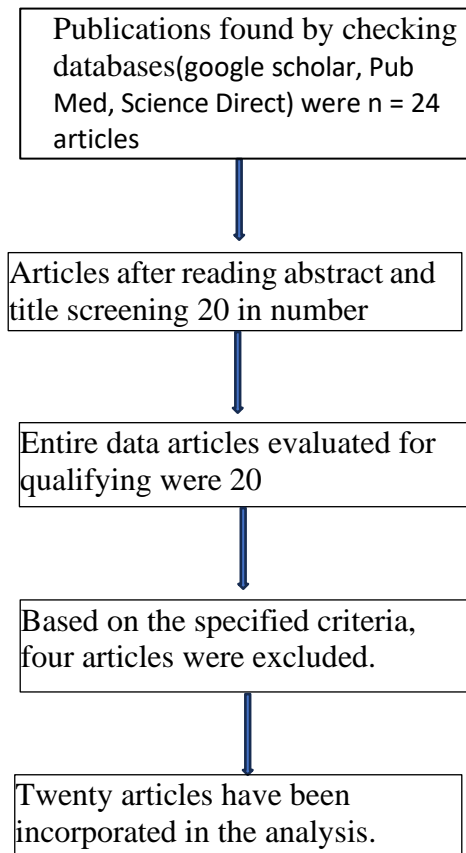 Publications found by checking
databases(google scholar, Pub
Med, Science Direct) were n = 24
articles
Articles after reading abstract and
title screening 20 in number
Entire data articles evaluated for
qualifying were 20
Based on the specified criteria,
four articles were excluded.
Twenty articles have been
incorporated in the analysis.